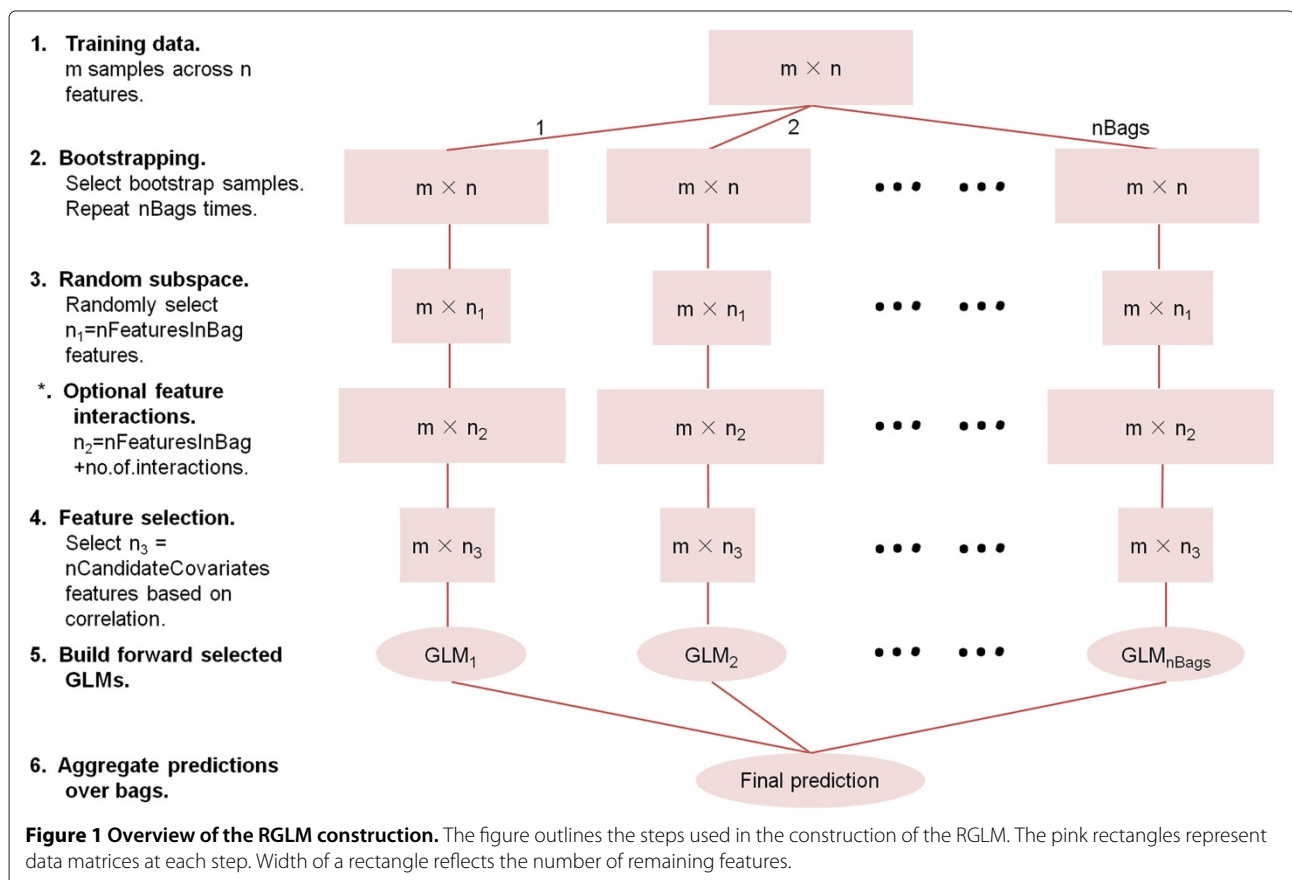 1. Training data.
m samples across n
features.
m × n
1
2
nBags
2. Bootstrapping.
Select bootstrap samples.
Repeat nBags times.
m × n
m × n
••• •••
m × n
3. Random subspace.
Randomly select
n₁=nFeaturesInBag
features.
m × n₁
m × n₁
••• •••
m × n₁
*. Optional feature
interactions.
n₂=nFeaturesInBag
+no.of.interactions.
m × n₂
m × n₂
••• •••
m × n₂
4. Feature selection.
Select n₃ =
nCandidateCovariates
features based on
correlation.
m × n₃
m × n₃
••• •••
m × n₃
5. Build forward selected
GLMs.
GLM₁
GLM₂
••• •••
GLMnBags
6. Aggregate predictions
over bags.
Final prediction
Figure 1 Overview of the RGLM construction. The figure outlines the steps used in the construction of the RGLM. The pink rectangles represent
data matrices at each step. Width of a rectangle reflects the number of remaining features.